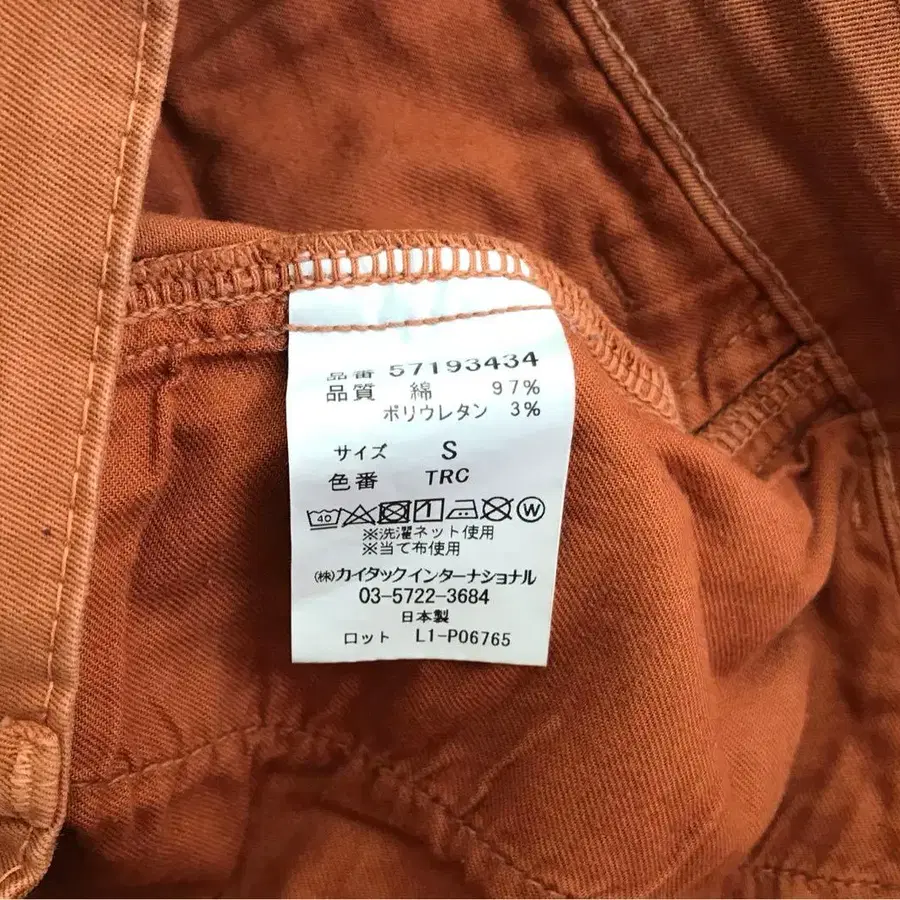 品番 57193434
品質 綿 97%
ポリウレタン 3%
サイズ S
色番 TRC
40 W
※洗濯ネット使用
※当て布使用
㈱カイタックインターナショナル
03-5722-3684
日本製
ロット L1-P06765